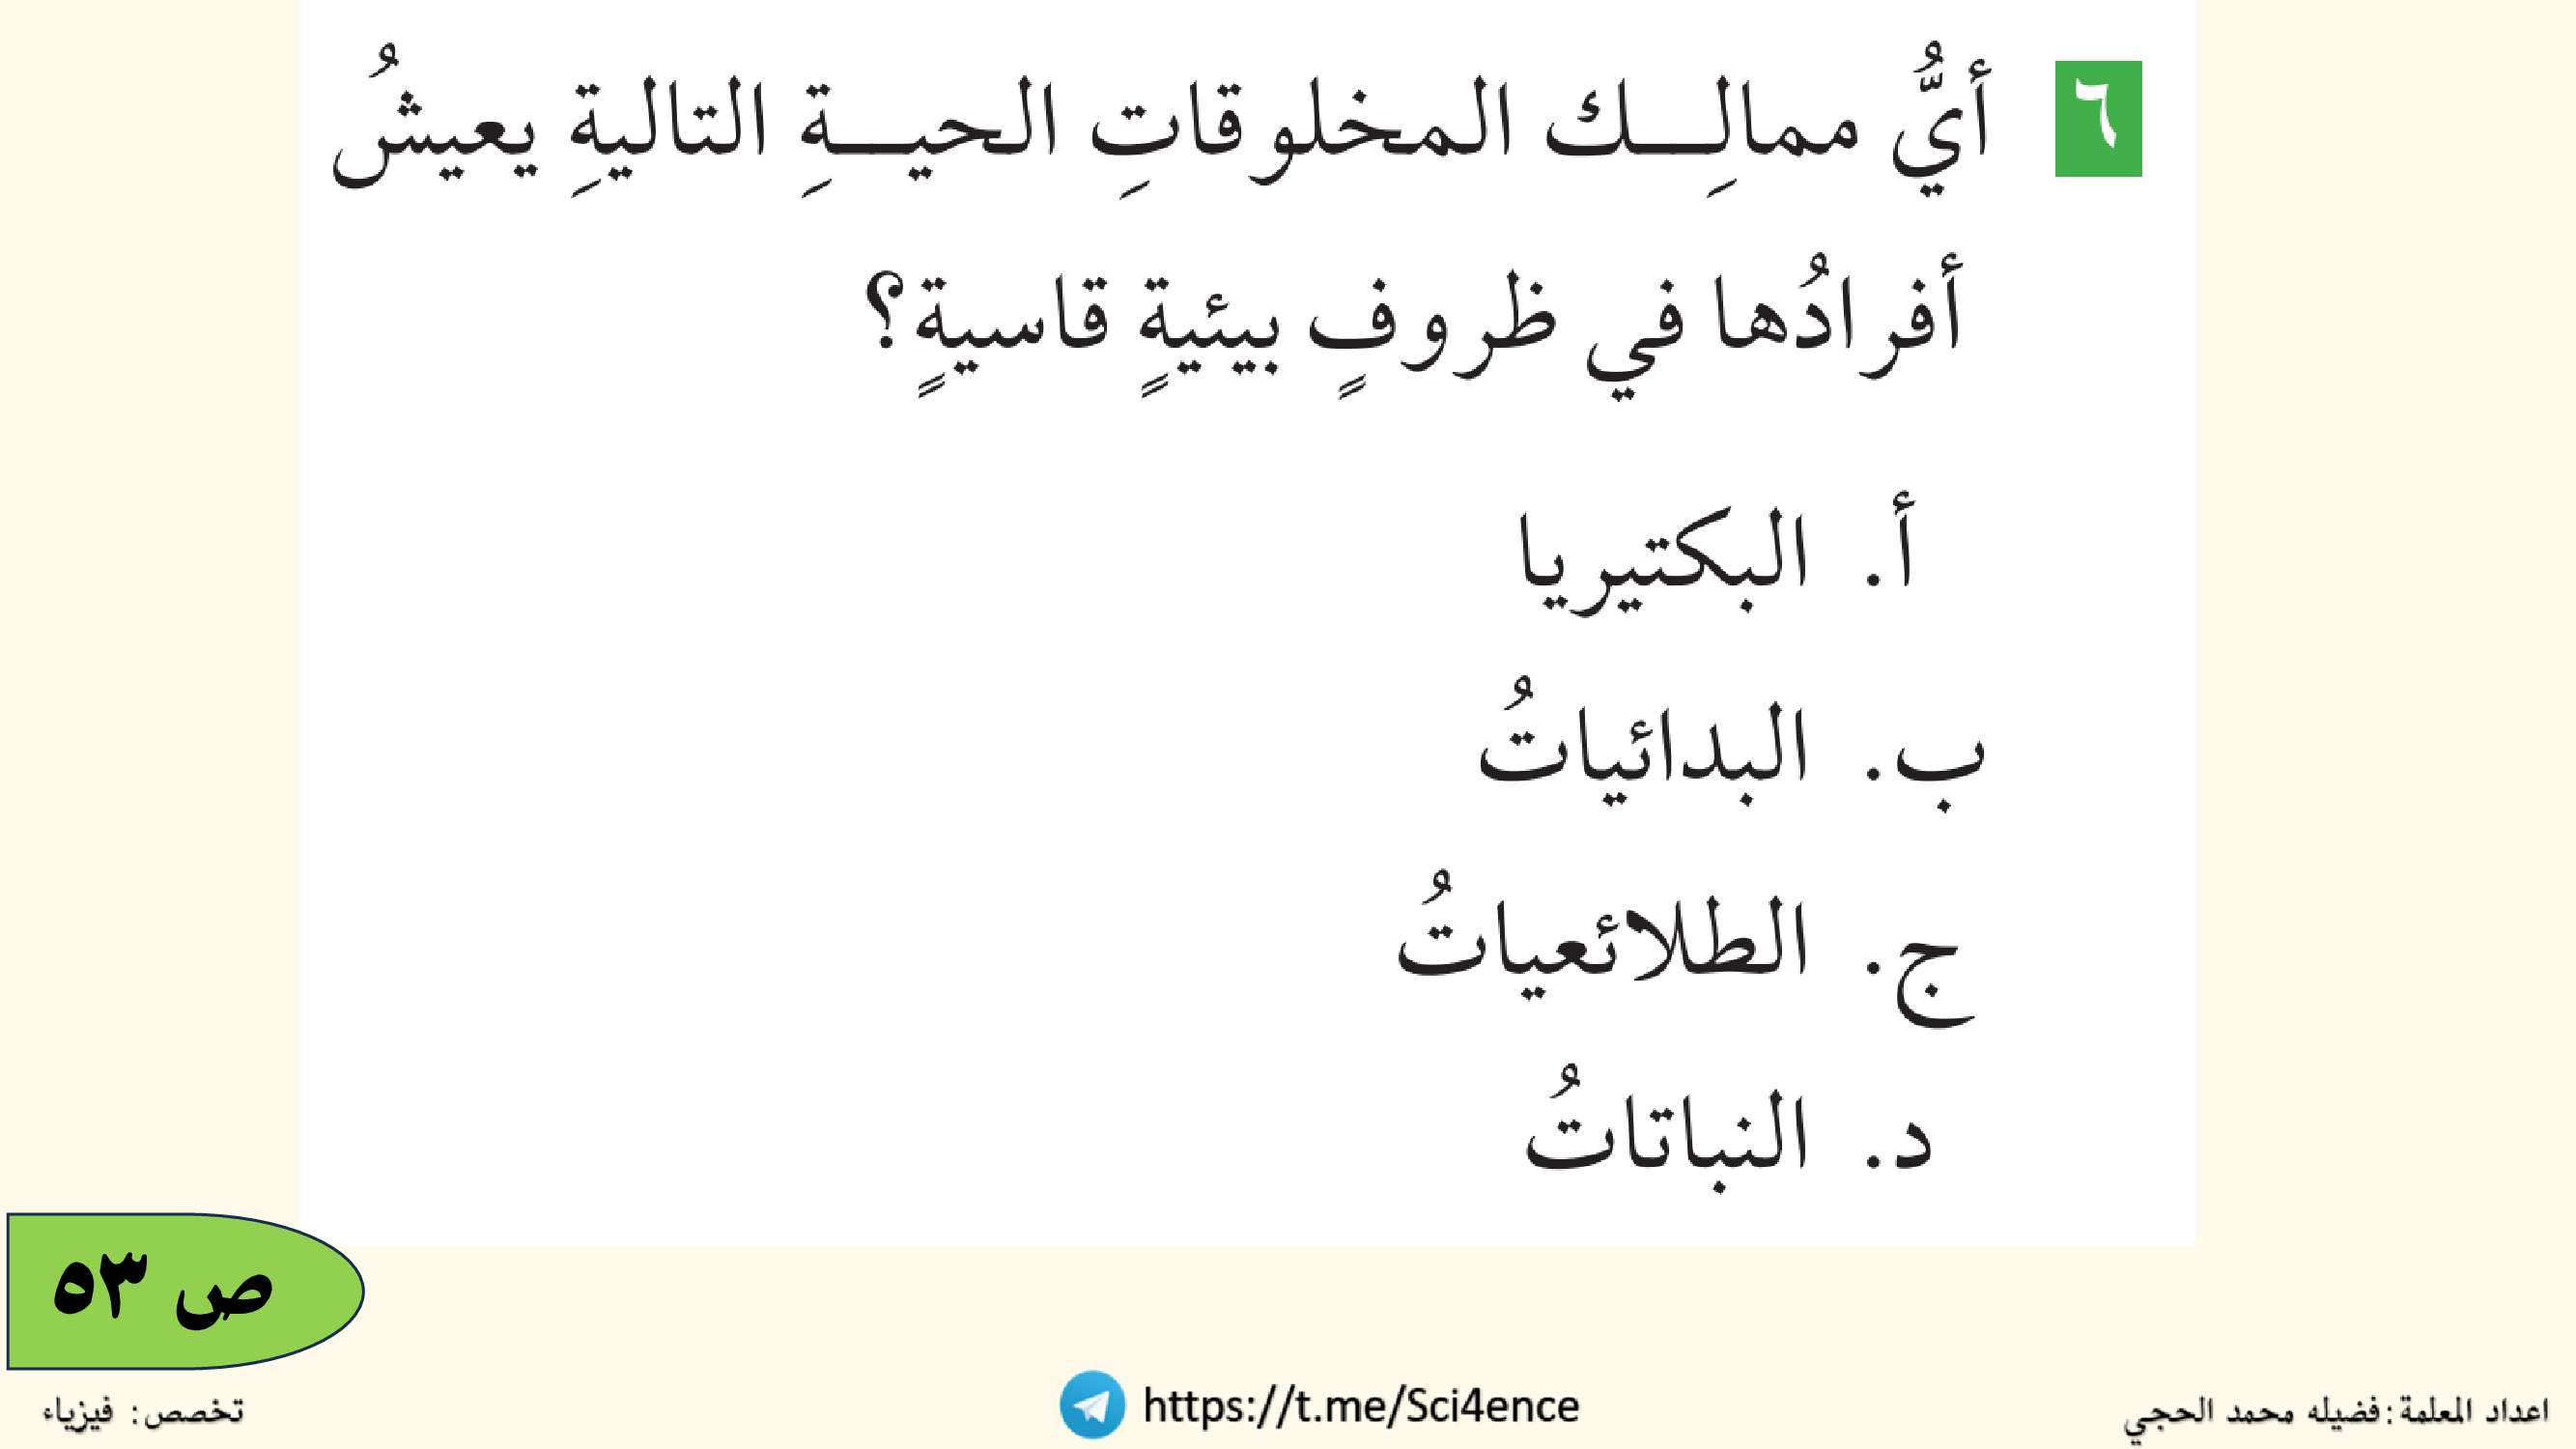 ٦ أيُّ ممالِـــك المخلوقاتِ الحيـــةِ التاليةِ يعيشُ
أفرادُها في ظروفٍ بيئيةٍ قاسيةٍ؟
أ. البكتيريا
ب. البدائياتُ
ج. الطلائعياتُ
د. النباتاتُ
ص ٥٣
اعداد المعلمة: فضيله محمد الحجي
https://t.me/Sci4ence
تخصص: فيزياء